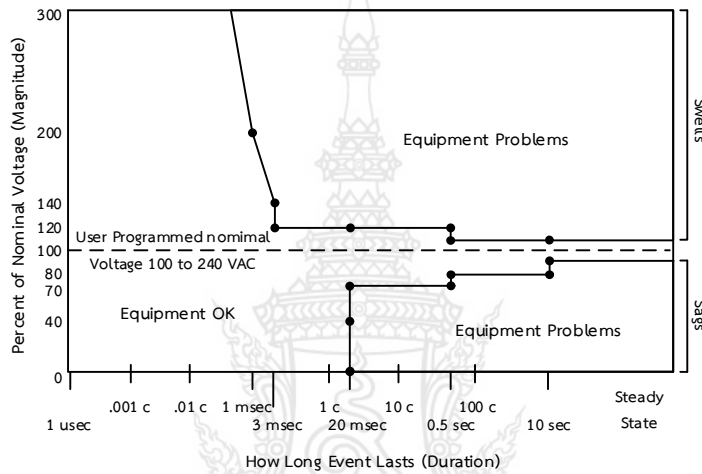 300
200
140
120
100
80
70
40
0
Percent of Nominal Voltage (Magnitude)
Equipment Problems
Swells
User Programmed nomimal
Voltage 100 to 240 VAC
Equipment OK
Equipment Problems
Sags
.001 c .01 c 1 msec 1 c 10 c 100 c Steady
1 usec 3 msec 20 msec 0.5 sec 10 sec State
How Long Event Lasts (Duration)